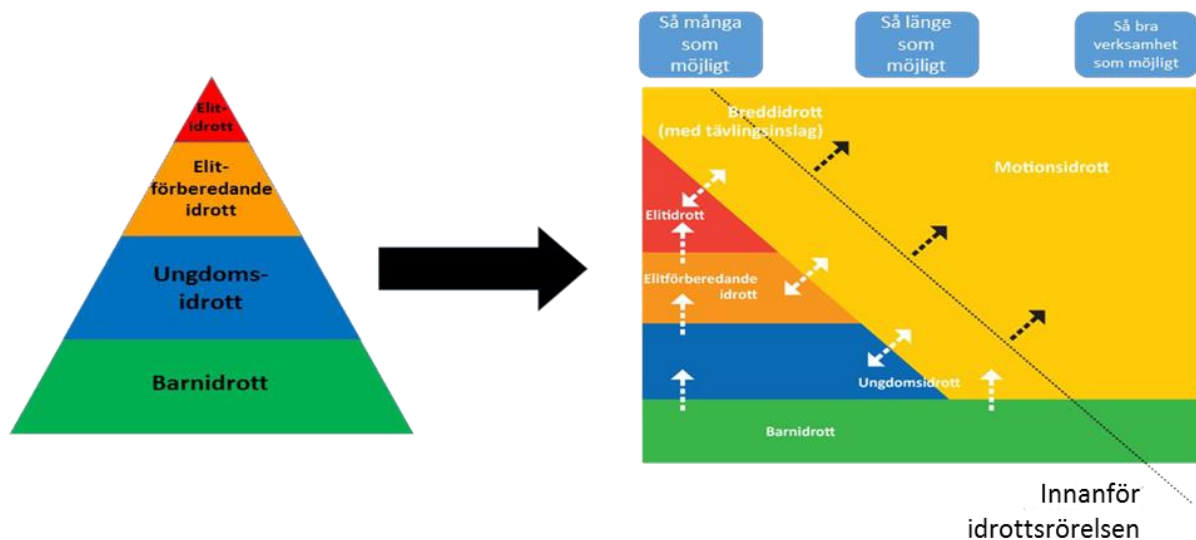 Elit-
idrott
Elit-
förberedande
idrott
Ungdoms-
idrott
Barnidrott
Så många
som
möjligt
Så länge
som
möjligt
Så bra
verksamhet
som möjligt
Breddidrott
(med tävlingsinslag)
Motionsidrott
Elitidrott
Elitförberedande
idrott
Ungdomsidrott
Barnidrott
Innanför
idrottsrörelsen